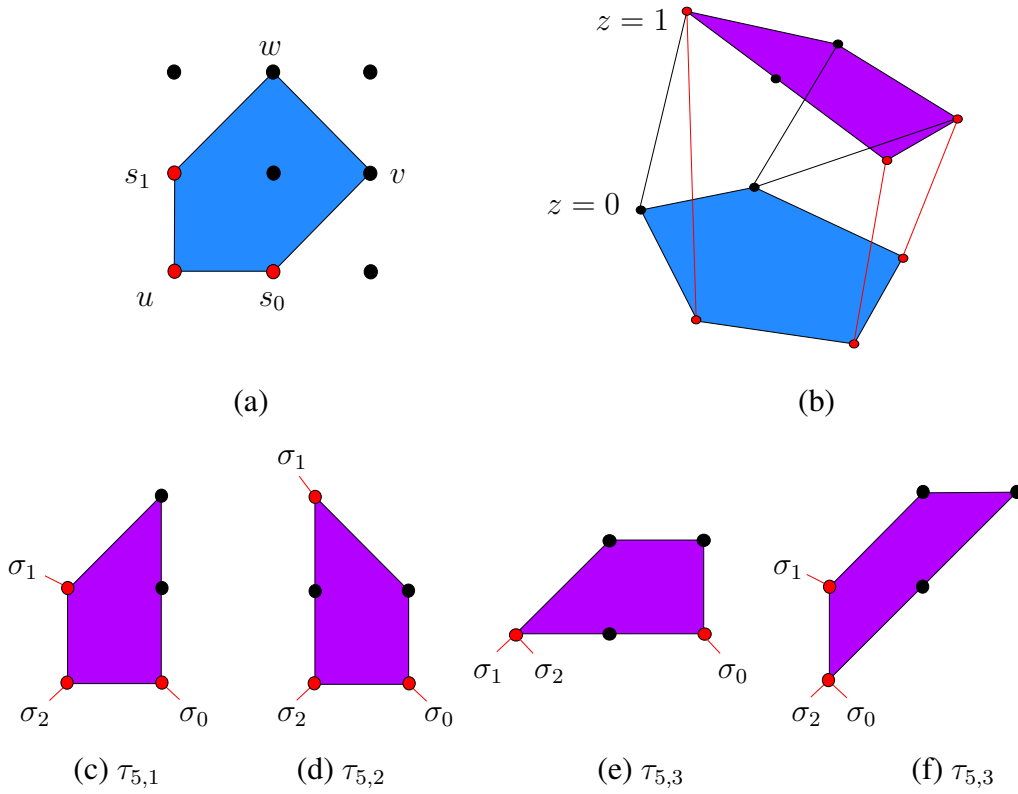 w
z = 1
s₁
v
z = 0
u
s₀
(a)
(b)
σ₁
σ₁
σ₁
σ₁
σ₂
σ₀
σ₂
σ₀
σ₂
σ₀
σ₂
σ₀
(c) τ₅,₁
(d) τ₅,₂
(e) τ₅,₃
(f) τ₅,₃